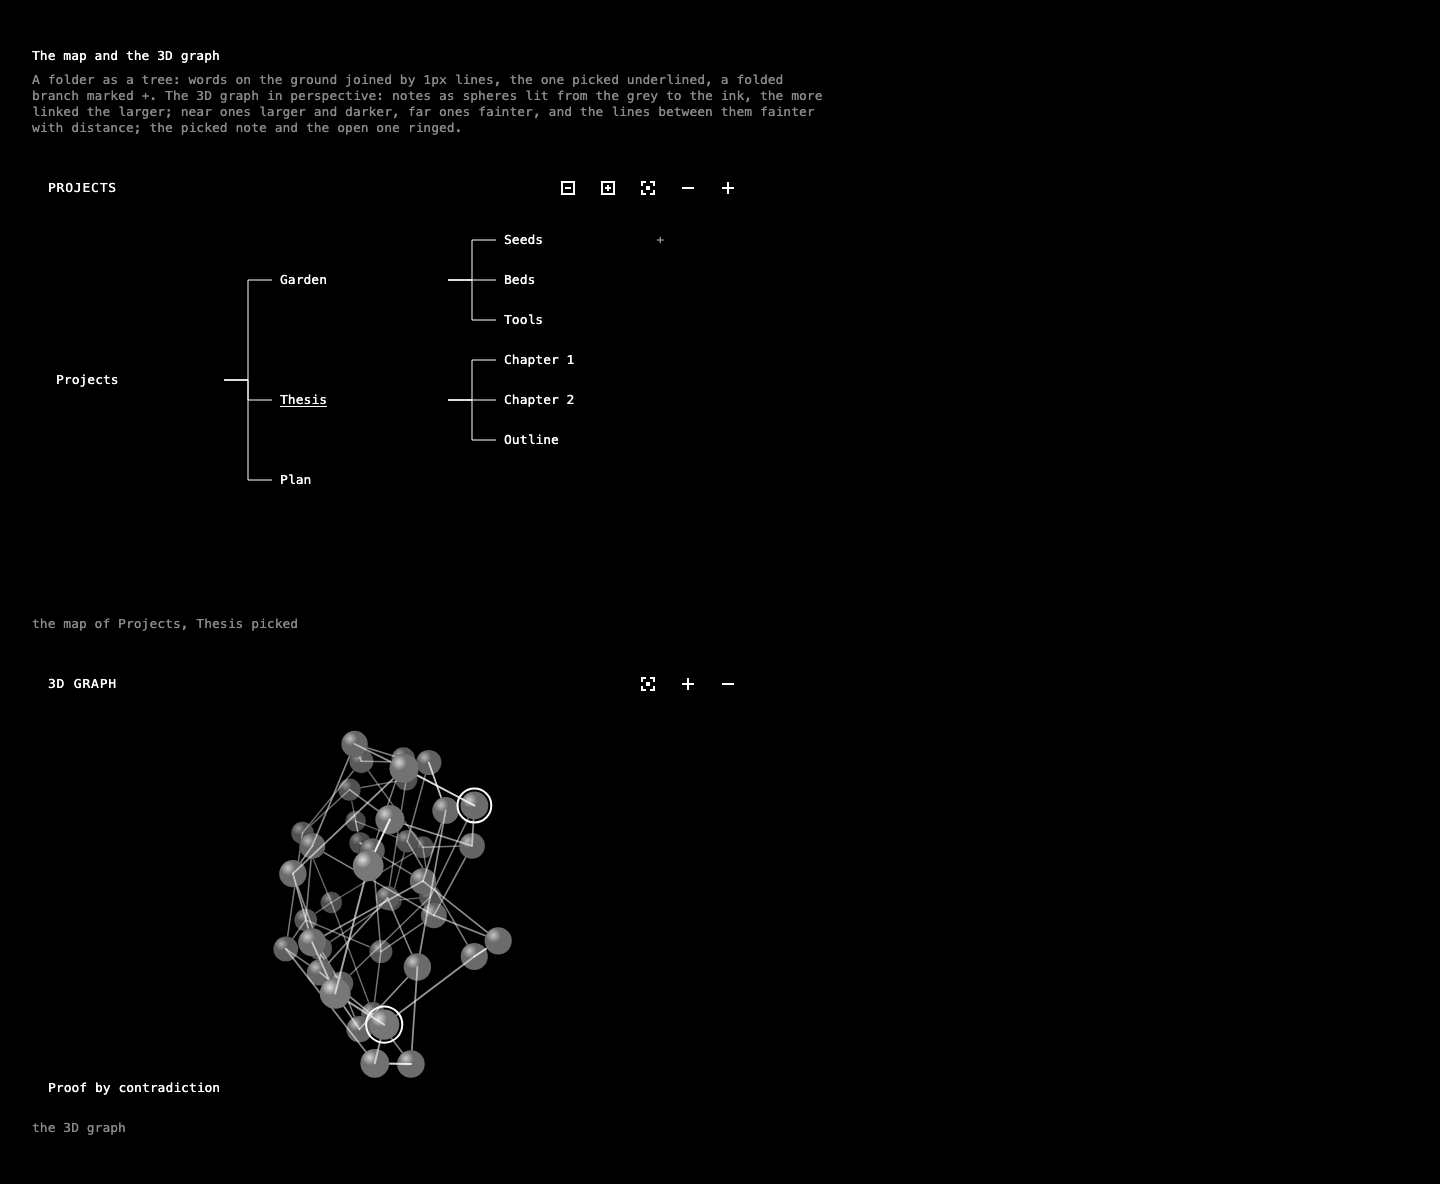 The map and the 3D graph
A folder as a tree: words on the ground joined by 1px lines, the one picked underlined, a folded
branch marked +. The 3D graph in perspective: notes as spheres lit from the grey to the ink, the more
linked the larger; near ones larger and darker, far ones fainter, and the lines between them fainter
with distance; the picked note and the open one ringed.
PROJECTS
Seeds +
Garden
Beds
Tools
Chapter 1
Projects
Thesis
Chapter 2
Outline
Plan
the map of Projects, Thesis picked
3D GRAPH
Proof by contradiction
the 3D graph